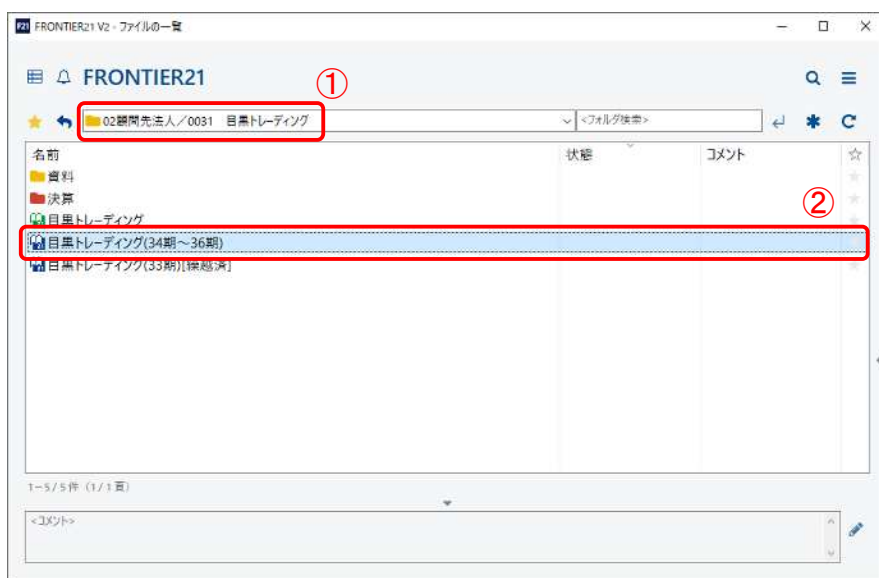 F21 FRONTIER21 V2 - ファイルの一覧
FRONTIER21
①
02顧問先法人／0031　目黒トレーディング
<フォルダ検索>
名前 状態 コメント
資料
決算
②
目黒トレーディング
目黒トレーディング(34期～36期)
目黒トレーディング(33期)[繰越済]
1-5/5件 (1/1頁)
<コメント>